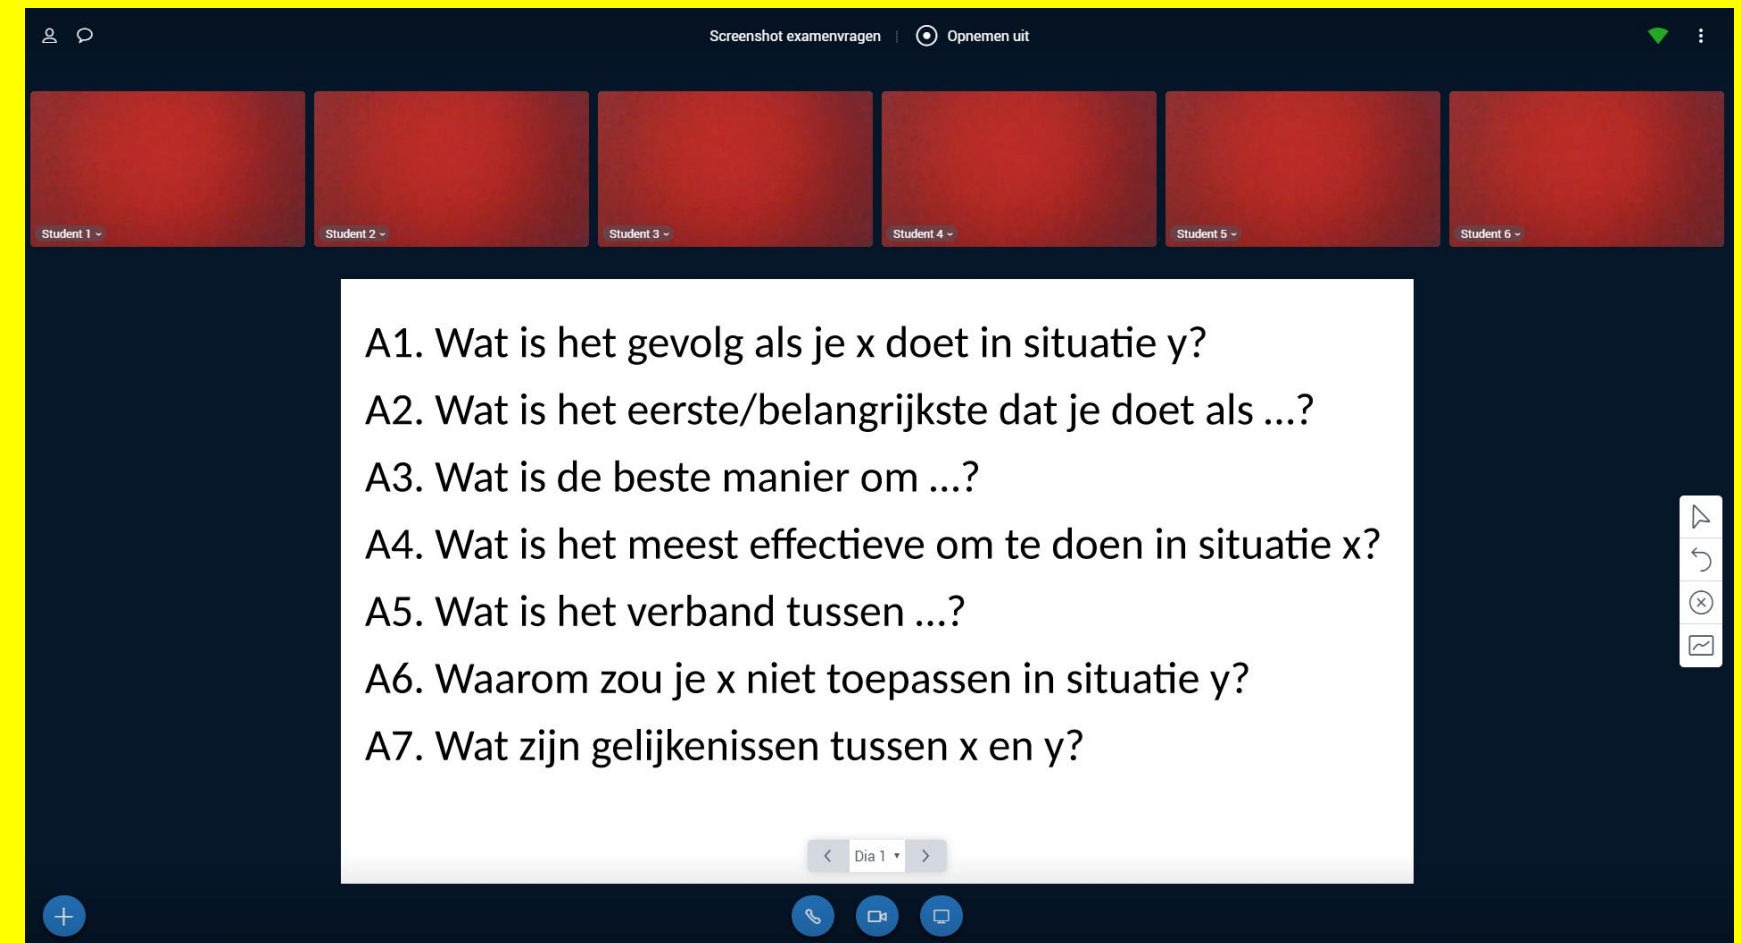 Screenshot examenvragen | Opnemen uit
Student 1
Student 2
Student 3
Student 4
Student 5
Student 6
A1. Wat is het gevolg als je x doet in situatie y?
A2. Wat is het eerste/belangrijkste dat je doet als ...?
A3. Wat is de beste manier om ...?
A4. Wat is het meest effectieve om te doen in situatie x?
A5. Wat is het verband tussen ...?
A6. Waarom zou je x niet toepassen in situatie y?
A7. Wat zijn gelijkenissen tussen x en y?
Dia 1